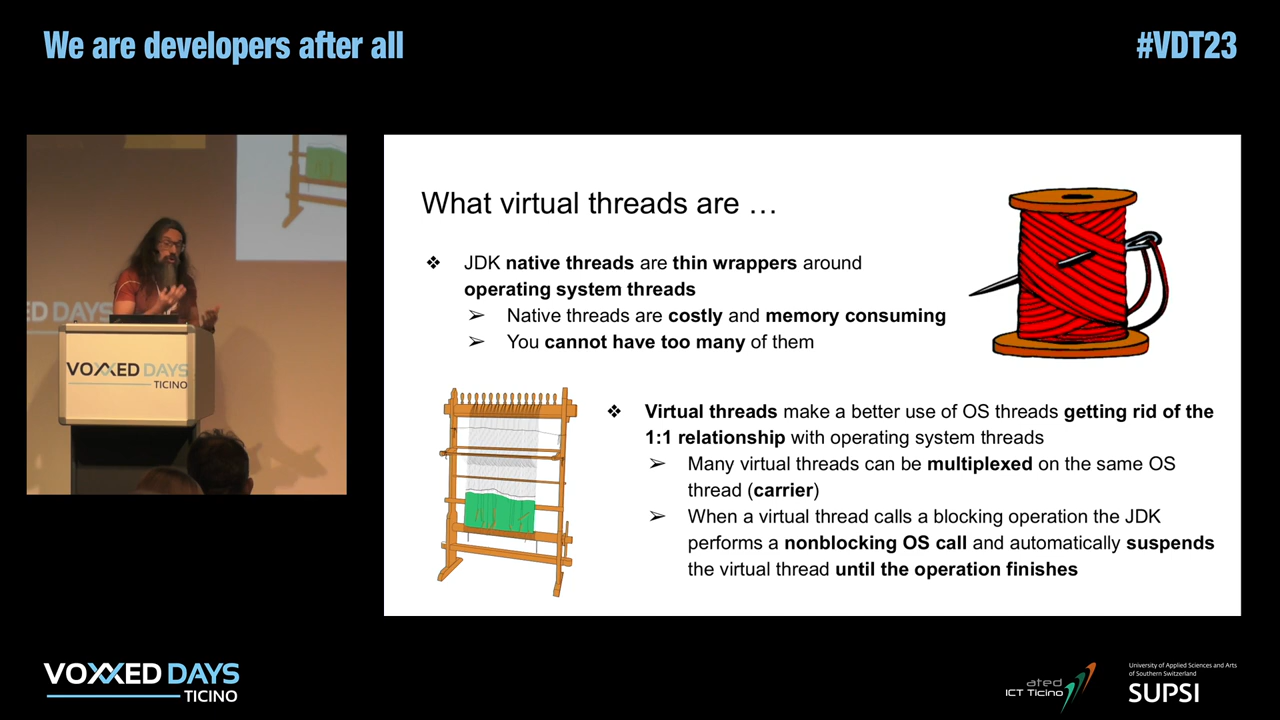 We are developers after all
#VDT23
ED DAYS
VOXXED DAYS
TICINO
What virtual threads are …
❖ JDK native threads are thin wrappers around
operating system threads
➢ Native threads are costly and memory consuming
➢ You cannot have too many of them
❖ Virtual threads make a better use of OS threads getting rid of the
1:1 relationship with operating system threads
➢ Many virtual threads can be multiplexed on the same OS
thread (carrier)
➢ When a virtual thread calls a blocking operation the JDK
performs a nonblocking OS call and automatically suspends
the virtual thread until the operation finishes
VOXXED DAYS
TICINO
ated
ICT Ticino
University of Applied Sciences and Arts
of Southern Switzerland
SUPSI